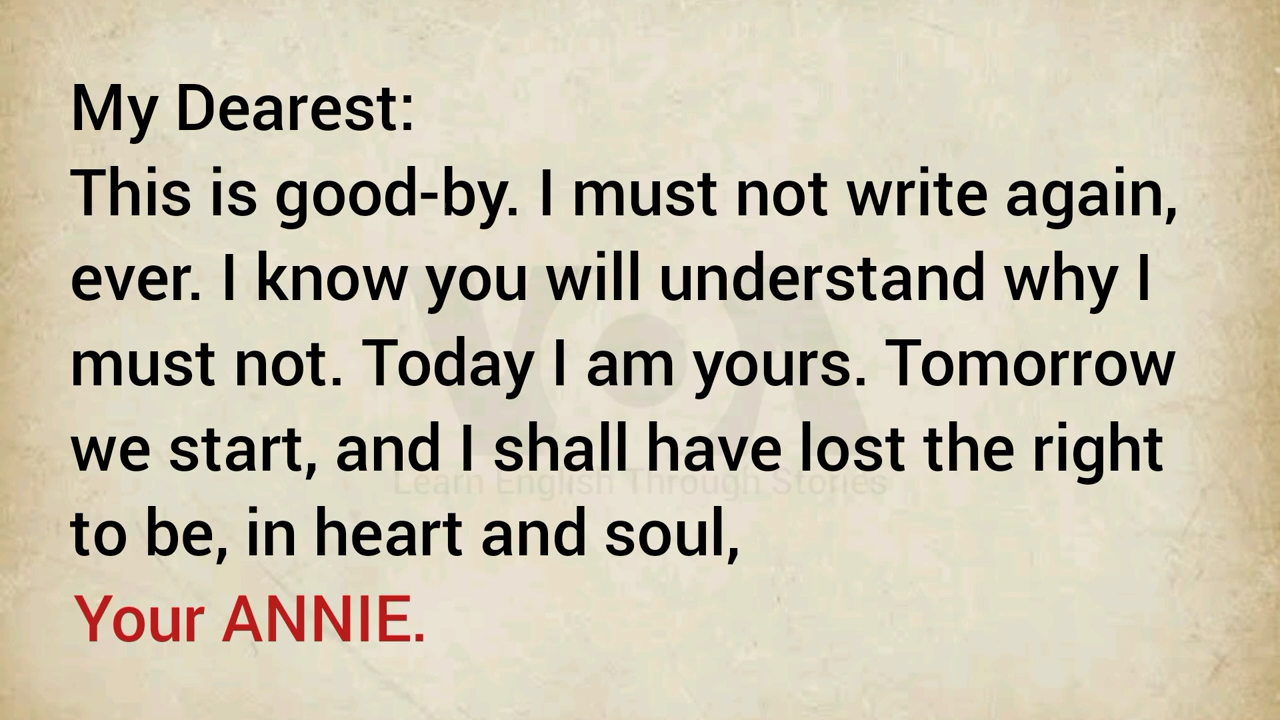 My Dearest:
This is good-by. I must not write again,
ever. I know you will understand why I
must not. Today I am yours. Tomorrow
we start, and I shall have lost the right
to be, in heart and soul,
Your ANNIE.
VOA
Learn English Through Stories